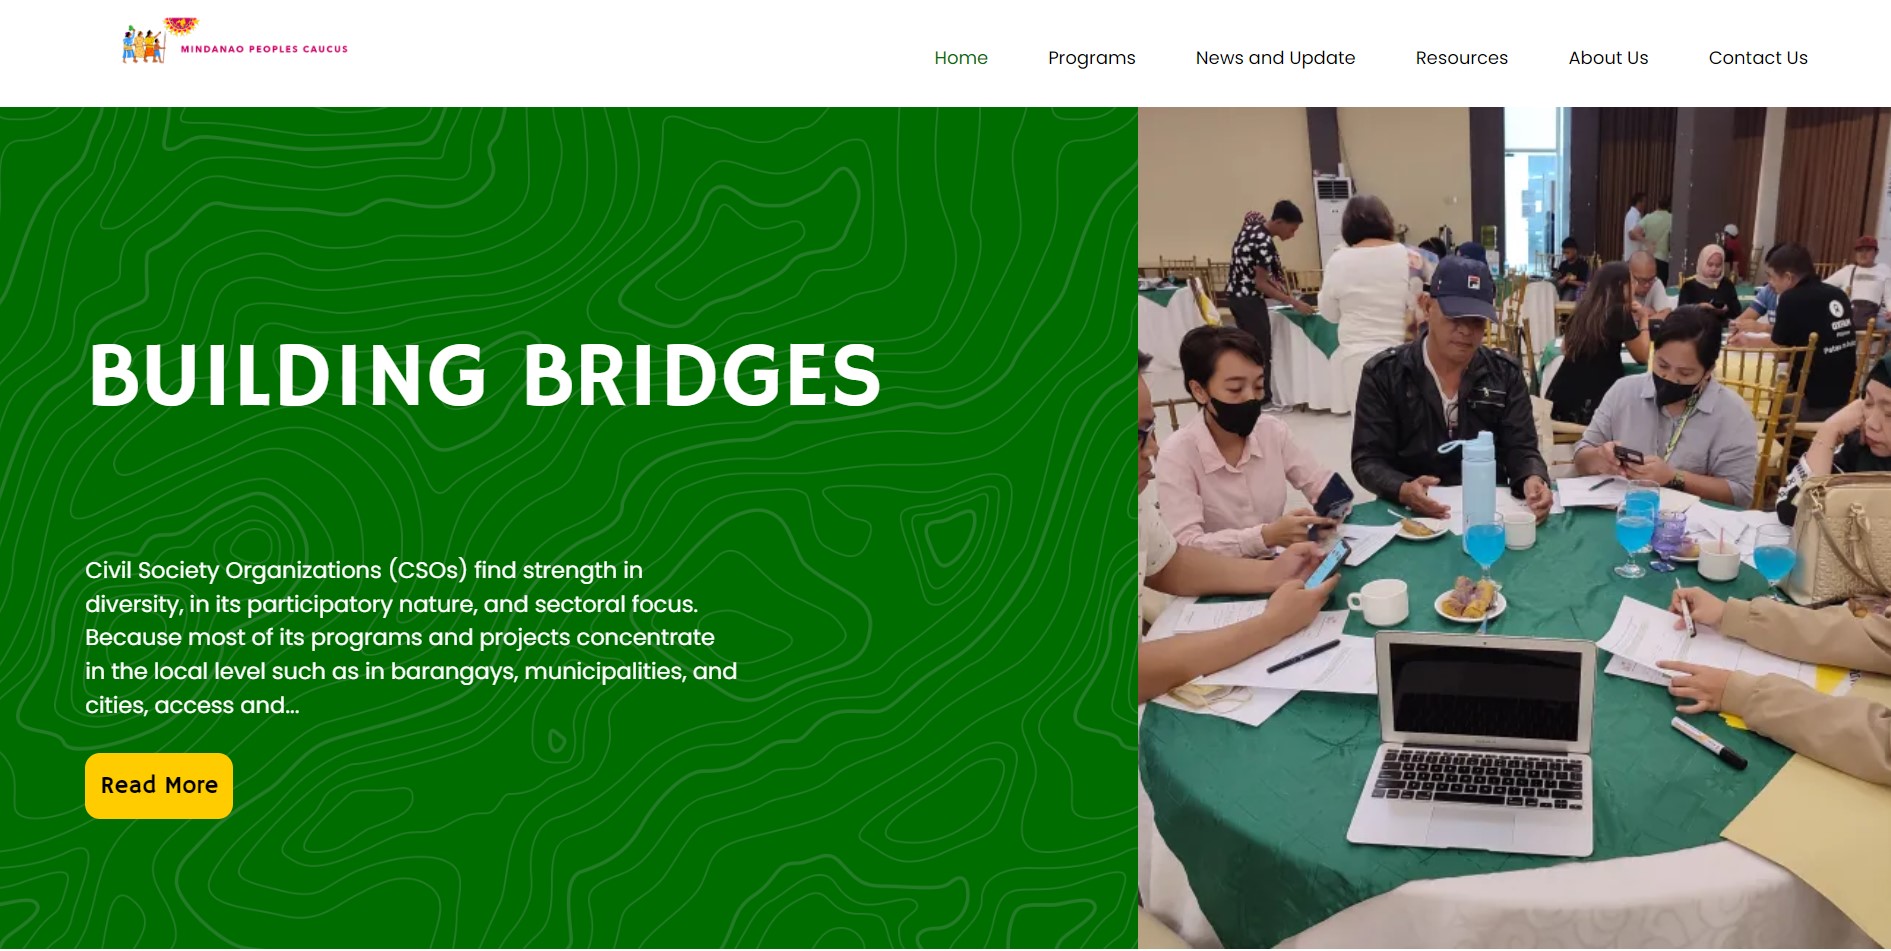 MINDANAO PEOPLES CAUCUS
Home
Programs
News and Update
Resources
About Us
Contact Us
BUILDING BRIDGES
Civil Society Organizations (CSOs) find strength in
diversity, in its participatory nature, and sectoral focus.
Because most of its programs and projects concentrate
in the local level such as in barangays, municipalities, and
cities, access and...
Read More
FILA